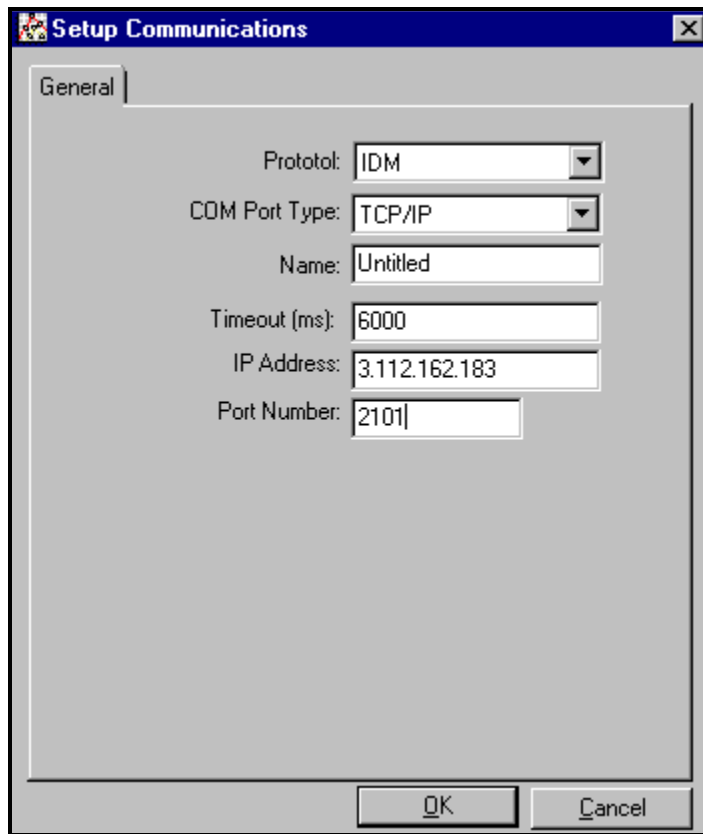 Setup Communications
General
Prototol: IDM
COM Port Type: TCP/IP
Name: Untitled
Timeout (ms): 6000
IP Address: 3.112.162.183
Port Number: 2101
OK Cancel